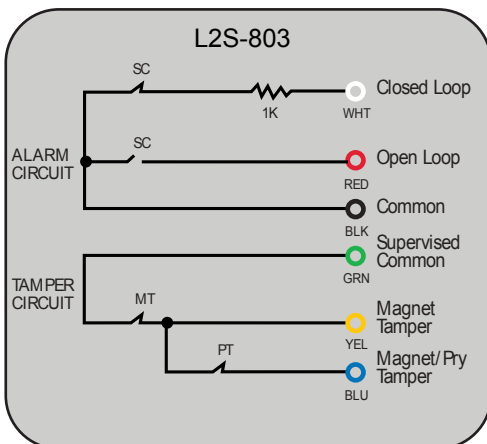 L2S-803
SC
1K
WHT
Closed Loop
ALARM
CIRCUIT
SC
RED
Open Loop
BLK
Common
GRN
Supervised
Common
TAMPER
CIRCUIT
MT
YEL
Magnet
Tamper
PT
BLU
Magnet/Pry
Tamper